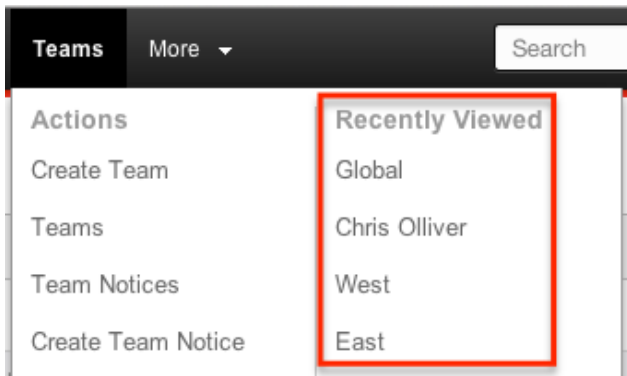 Teams More Search
Actions
Create Team
Teams
Team Notices
Create Team Notice
Recently Viewed
Global
Chris Olliver
West
East